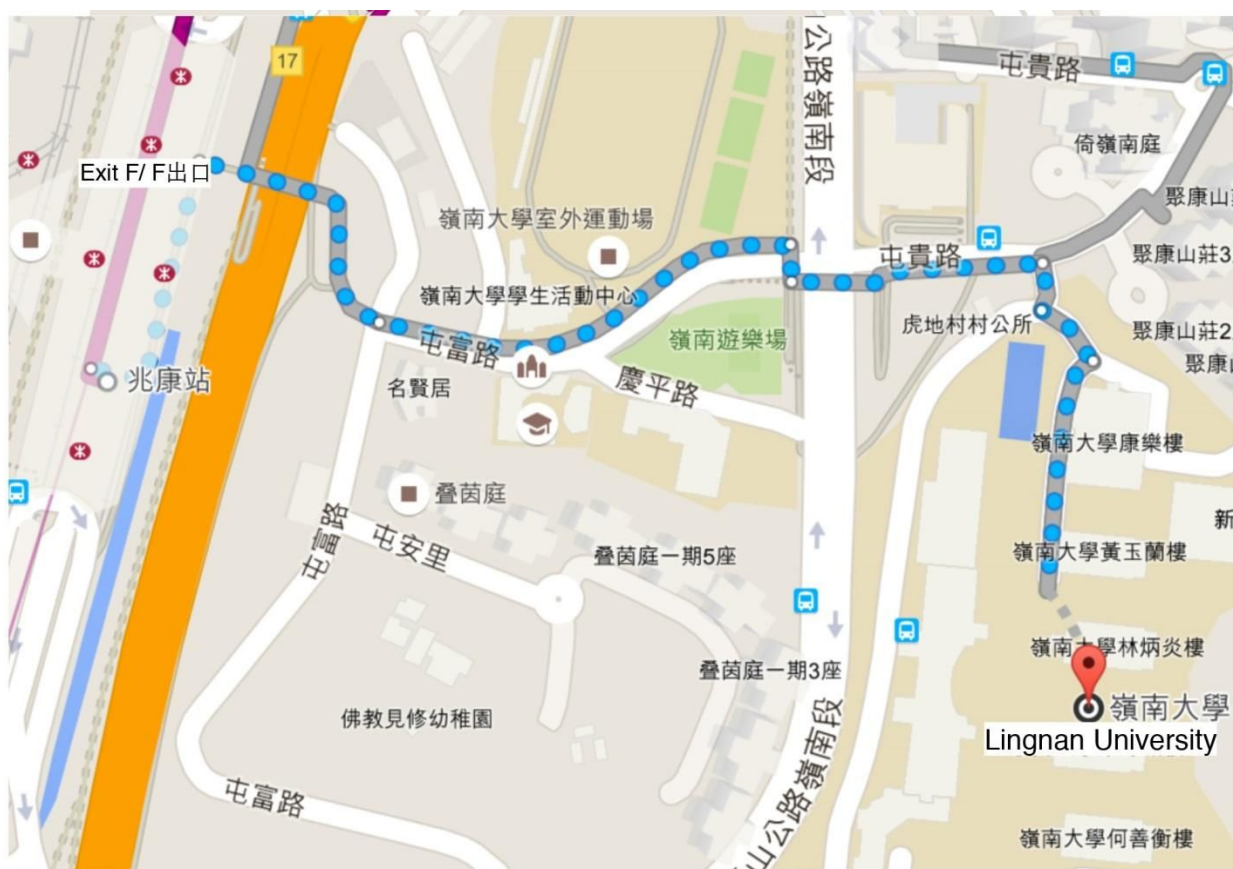 17
公路嶺南段
屯貴路
倚嶺南庭
Exit F/ F出口
聚康山
嶺南大學室外運動場
屯貴路
聚康山莊3
嶺南大學學生活動中心
虎地村村公所
聚康山莊2
屯富路
嶺南遊樂場
聚康山
兆康站
名賢居
慶平路
嶺南大學康樂樓
叠茵庭
新
屯富路
屯安里
叠茵庭一期5座
嶺南大學黃玉蘭樓
嶺南大學林炳炎樓
叠茵庭一期3座
佛教見修幼稚園
嶺南大學
Lingnan University
屯富路
山公路嶺南段
嶺南大學何善衡樓